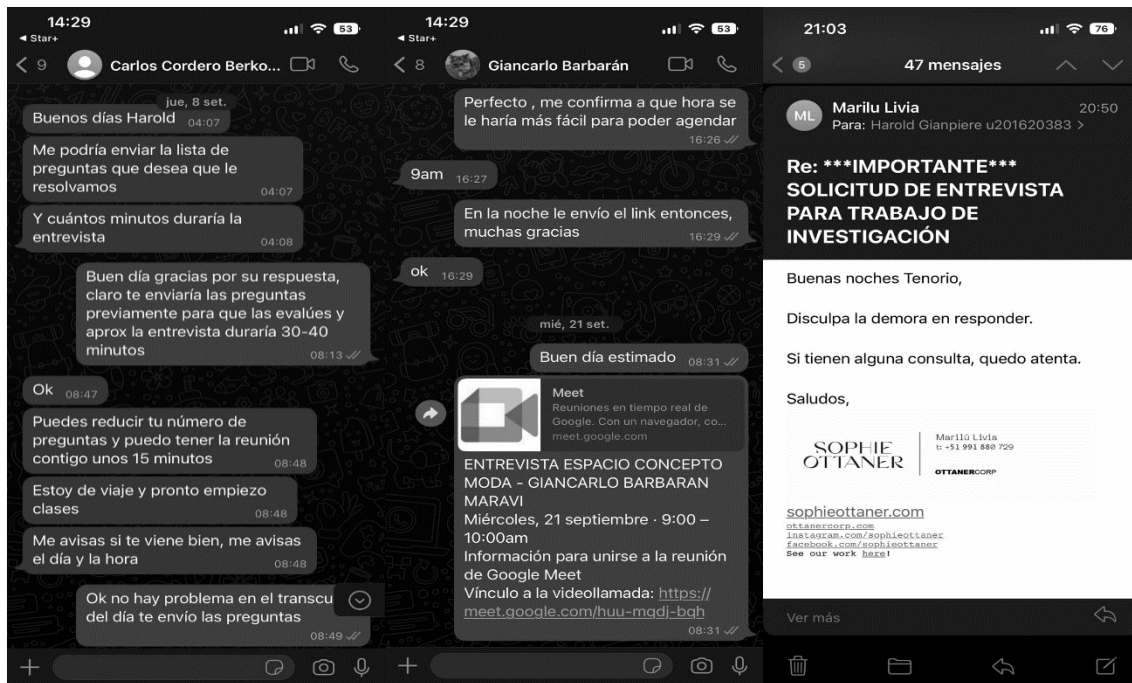 14:29
Star+
53
9
Carlos Cordero Berko...
jue, 8 set.
Buenos días Harold 04:07
Me podría enviar la lista de
preguntas que desea que le
resolvamos
04:07
Y cuántos minutos duraría la
entrevista
04:08
Buen día gracias por su respuesta,
claro te enviaría las preguntas
previamente para que las evalúes y
aprox la entrevista duraría 30-40
minutos
08:13
Ok 08:47
Puedes reducir tu número de
preguntas y puedo tener la reunión
contigo unos 15 minutos 08:48
Estoy de viaje y pronto empiezo
clases
08:48
Me avisas si te viene bien, me avisas
el día y la hora
08:48
Ok no hay problema en el transcu
del día te envío las preguntas
08:49
14:29
Star+
53
8
Giancarlo Barbarán
Perfecto , me confirma a que hora se
le haría más fácil para poder agendar
16:26
9am 16:27
En la noche le envío el link entonces,
muchas gracias
16:29
ok 16:29
mié, 21 set.
Buen día estimado 08:31
Meet
Reuniones en tiempo real de
Google. Con un navegador, co...
meet.google.com
ENTREVISTA ESPACIO CONCEPTO
MODA - GIANCARLO BARBARAN
MARAVI
Miércoles, 21 septiembre · 9:00 –
10:00am
Información para unirse a la reunión
de Google Meet
Vínculo a la videollamada: https://
meet.google.com/huu-mqdj-bqh
08:31
21:03
76
5
47 mensajes
ML
Marilu Livia
20:50
Para: Harold Gianpiere u201620383 >
Re: ***IMPORTANTE***
SOLICITUD DE ENTREVISTA
PARA TRABAJO DE
INVESTIGACIÓN
Buenas noches Tenorio,
Disculpa la demora en responder.
Si tienen alguna consulta, quedo atenta.
Saludos,
SOPHIE
OTTANER
Marilú Livia
t: +51 991 880 729
OTTANERCORP
sophieottaner.com
ottanercorp.com
instagram.com/sophieottaner
facebook.com/sophieottaner
See our work here!
Ver más